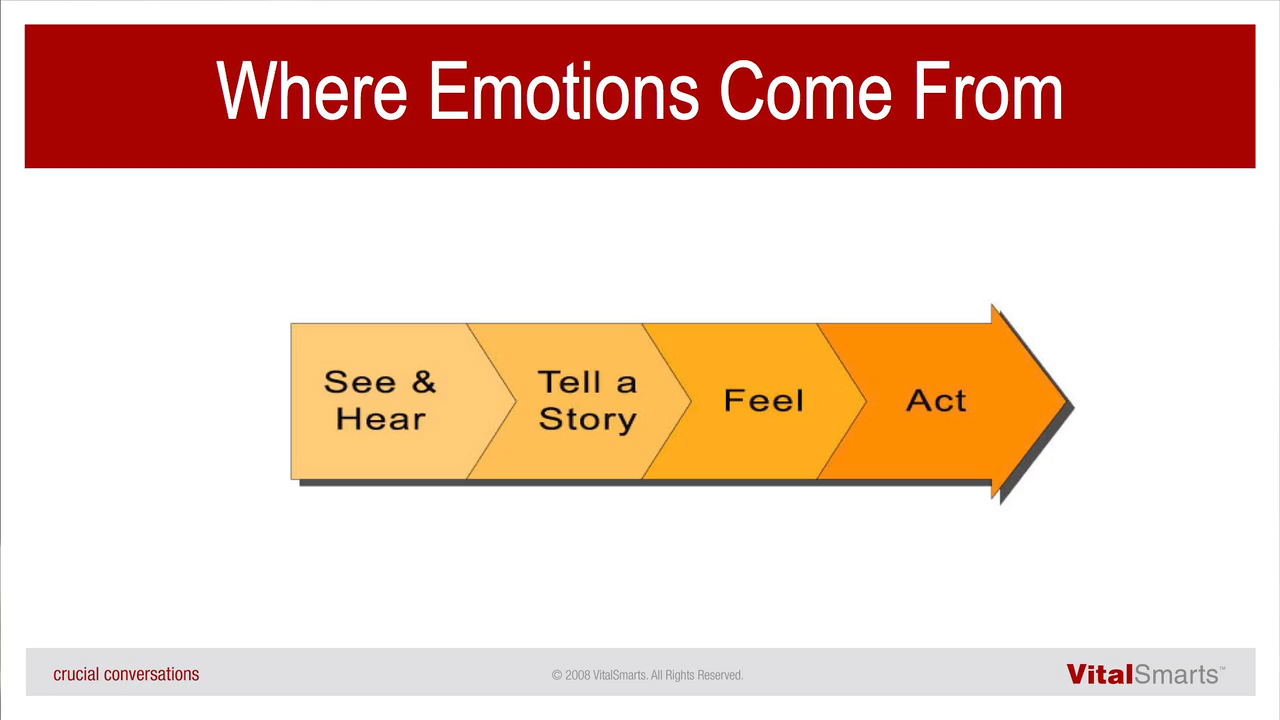 Where Emotions Come From
See &
Hear
Tell a
Story
Feel
Act
crucial conversations
© 2008 VitalSmarts. All Rights Reserved.
VitalSmarts™